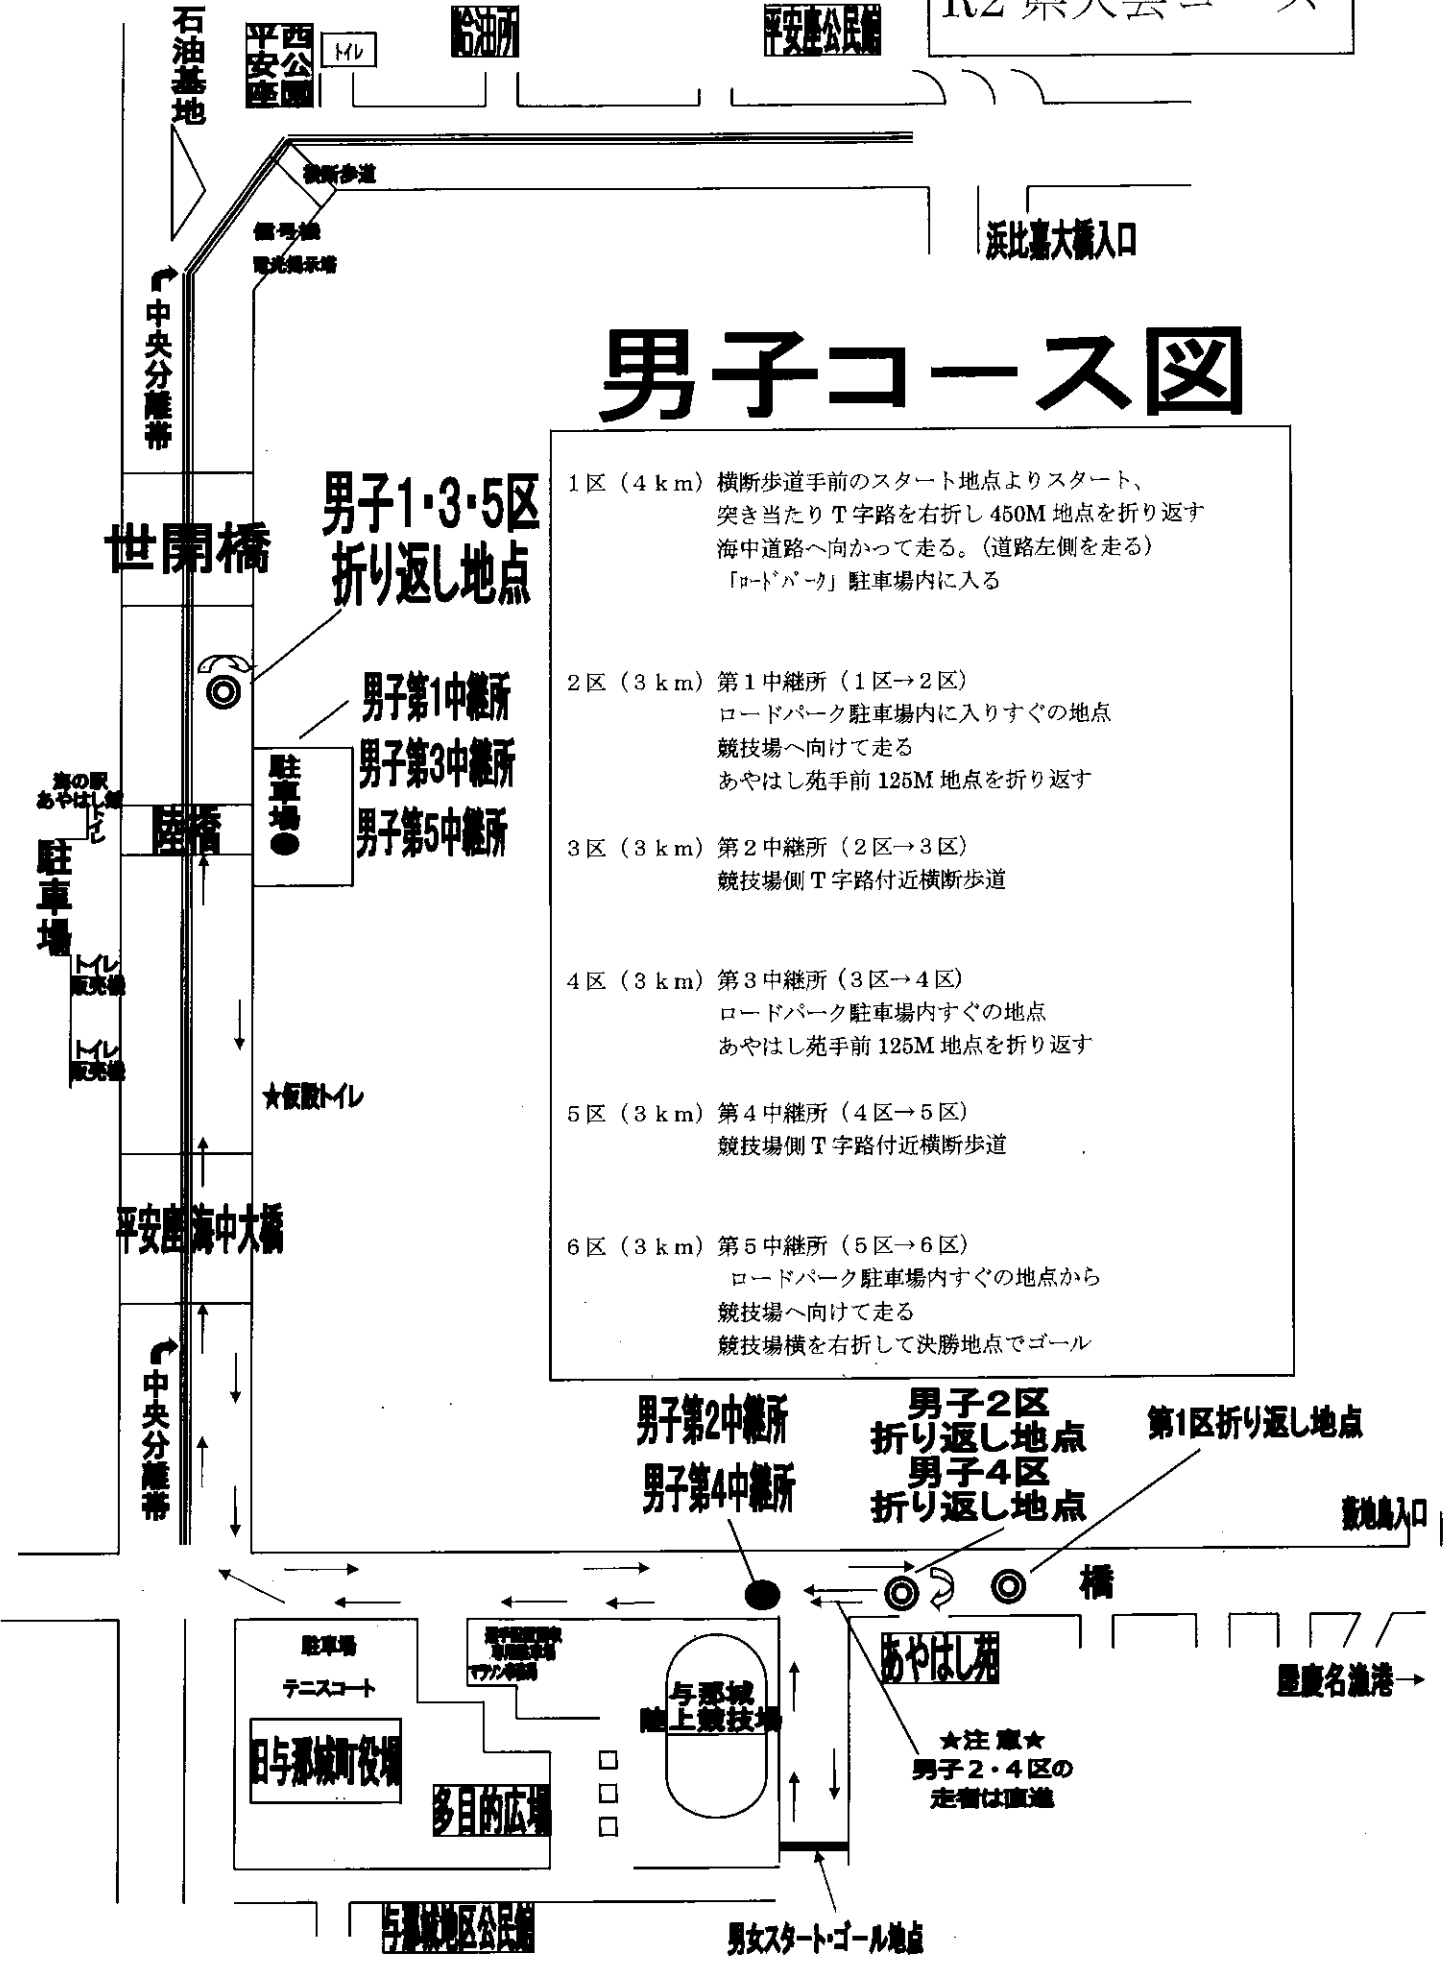 R2 県大会コース
石油基地
平安座
西公園
トイレ
給油所
平安座公民館
横断歩道
信号機
電光掲示塔
浜比嘉大橋入口
中央分離帯
男子コース図
世開橋
男子1・3・5区
折り返し地点
男子第1中継所
男子第3中継所
男子第5中継所
駐車場
海の駅
あやはし館
トイレ
陸橋
駐車場
トイレ
販売機
トイレ
販売機
★仮設トイレ
平安座海中大橋
中央分離帯
1区（4km）横断歩道手前のスタート地点よりスタート、
突き当たりT字路を右折し450M地点を折り返す
海中道路へ向かって走る。（道路左側を走る）
「ロードパーク」駐車場内に入る
2区（3km）第1中継所（1区→2区）
ロードパーク駐車場内に入りすぐの地点
競技場へ向けて走る
あやはし苑手前125M地点を折り返す
3区（3km）第2中継所（2区→3区）
競技場側T字路付近横断歩道
4区（3km）第3中継所（3区→4区）
ロードパーク駐車場内すぐの地点
あやはし苑手前125M地点を折り返す
5区（3km）第4中継所（4区→5区）
競技場側T字路付近横断歩道
6区（3km）第5中継所（5区→6区）
ロードパーク駐車場内すぐの地点から
競技場へ向けて走る
競技場横を右折して決勝地点でゴール
男子第2中継所
男子第4中継所
男子2区
折り返し地点
男子4区
折り返し地点
第1区折り返し地点
藪地島入口
橋
駐車場
テニスコート
旧与那城町役場
多目的広場
与那城
陸上競技場
あやはし苑
屋慶名漁港
★注意★
男子2・4区の
走者は直進
与那城地区公民館
男女スタート・ゴール地点